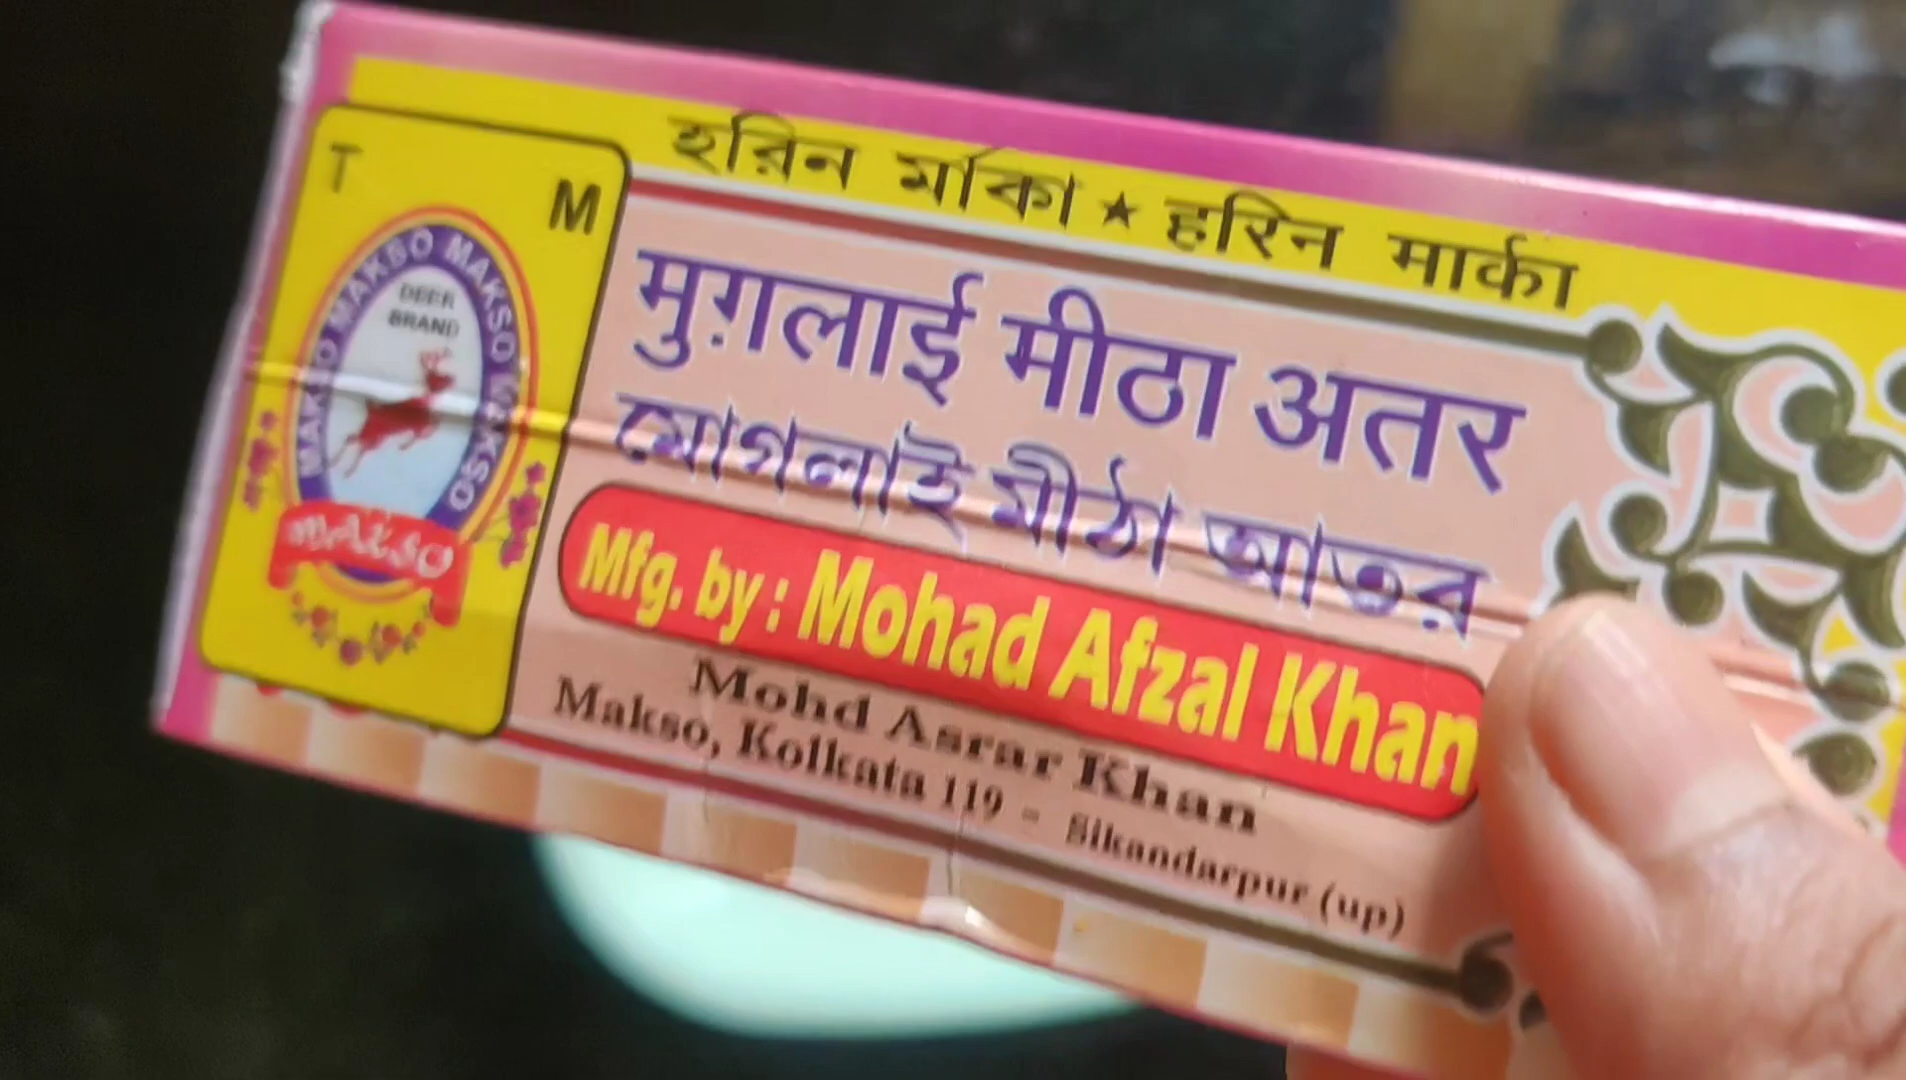 T M
MAKSO MAKSO MAKSO MAKSO
DEER
BRAND
MAKSO
হরিন মার্কা ★ हरिन मार्का
मुग़लाई मीठा अतर
মোগলাই মীঠা আতর
Mfg. by : Mohad Afzal Khan
Mohd Asrar Khan
Makso, Kolkata 119 - Sikandarpur (up)